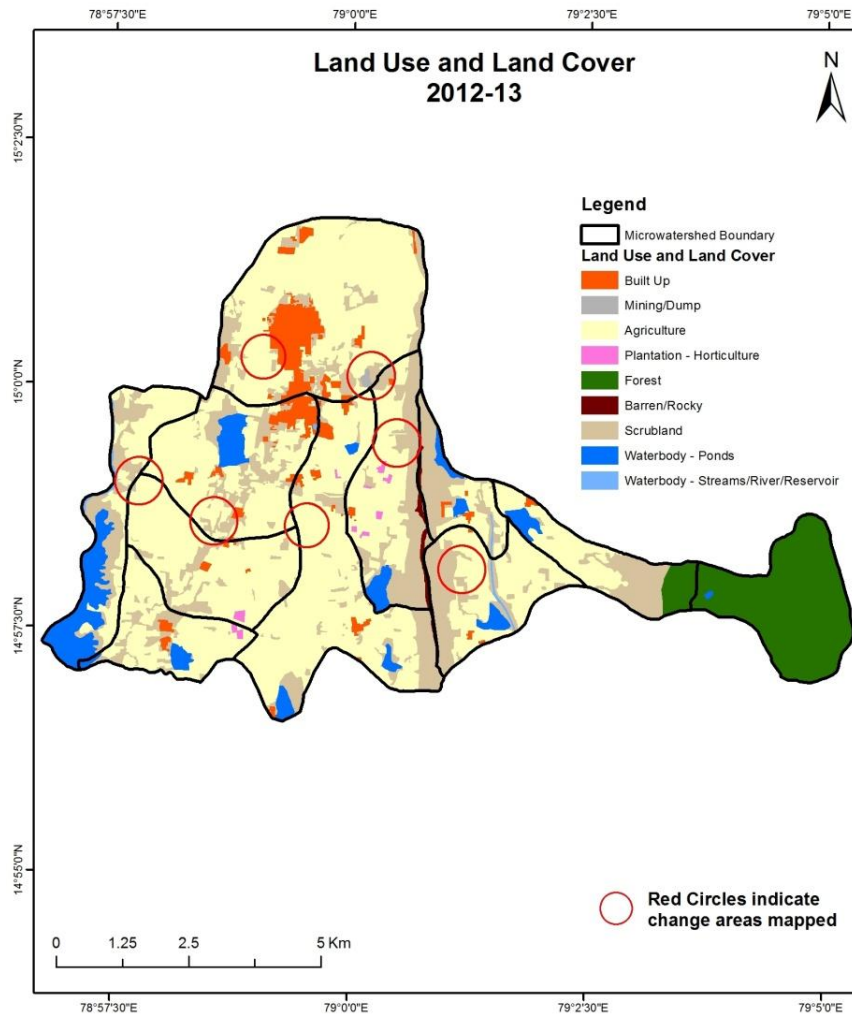 78°57'30"E
79°0'0"E
79°2'30"E
79°5'0"E
Land Use and Land Cover
2012-13
N
15°2'30"N
15°0'0"N
14°57'30"N
14°55'0"N
Legend
Microwatershed Boundary
Land Use and Land Cover
Built Up
Mining/Dump
Agriculture
Plantation - Horticulture
Forest
Barren/Rocky
Scrubland
Waterbody - Ponds
Waterbody - Streams/River/Reservoir
Red Circles indicate
change areas mapped
0 1.25 2.5 5 Km
78°57'30"E
79°0'0"E
79°2'30"E
79°5'0"E